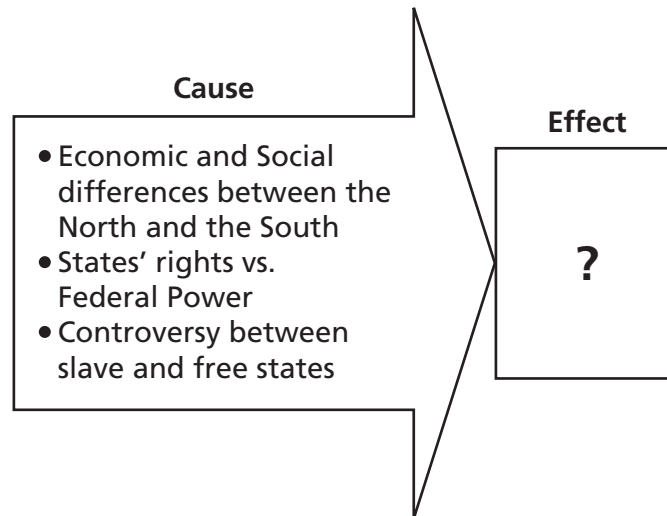 Cause
• Economic and Social
differences between the
North and the South
• States’ rights vs.
Federal Power
• Controversy between
slave and free states
Effect
?